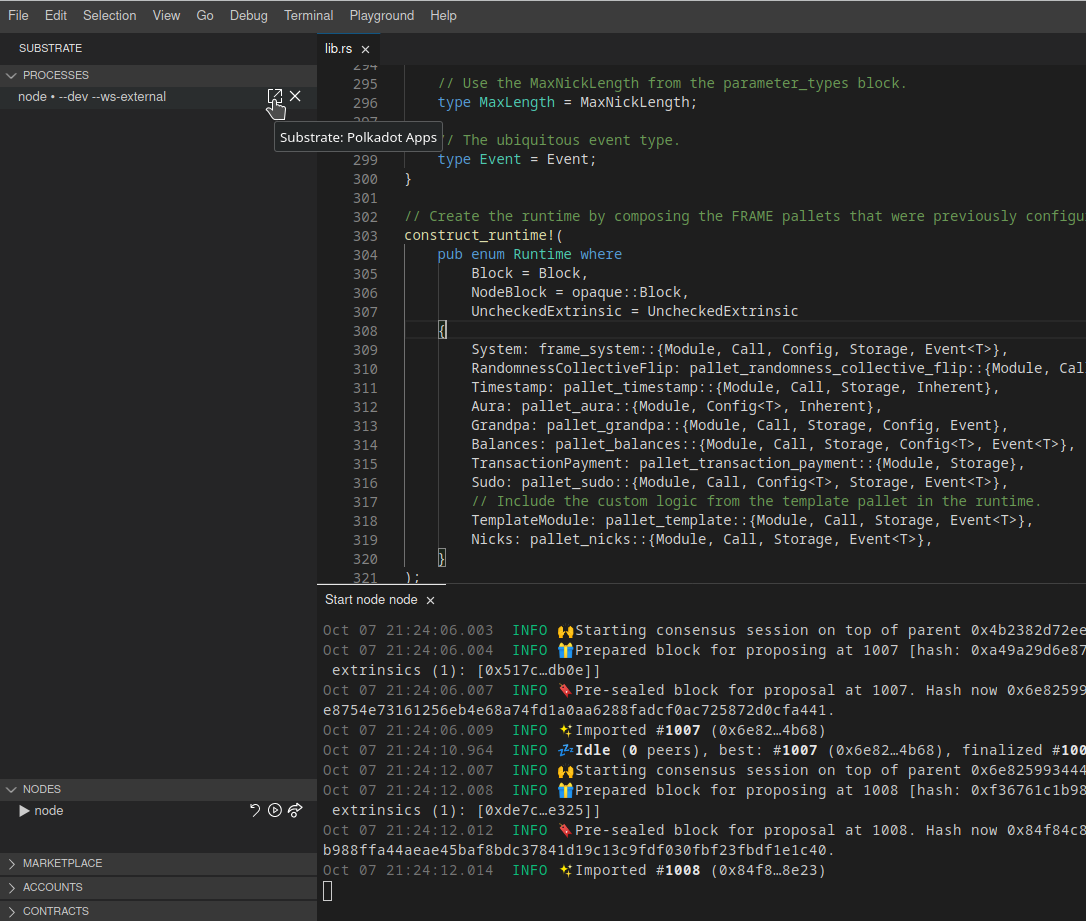 File Edit Selection View Go Debug Terminal Playground Help
SUBSTRATE
PROCESSES
node • --dev --ws-external
Substrate: Polkadot Apps
NODES
node
MARKETPLACE
ACCOUNTS
CONTRACTS
lib.rs ×
294
295 // Use the MaxNickLength from the parameter_types block.
296 type MaxLength = MaxNickLength;
297
// The ubiquitous event type.
299 type Event = Event;
300 }
301
302 // Create the runtime by composing the FRAME pallets that were previously configu
303 construct_runtime!(
304 pub enum Runtime where
305 Block = Block,
306 NodeBlock = opaque::Block,
307 UncheckedExtrinsic = UncheckedExtrinsic
308 {
309 System: frame_system::{Module, Call, Config, Storage, Event<T>},
310 RandomnessCollectiveFlip: pallet_randomness_collective_flip::{Module, Cal
311 Timestamp: pallet_timestamp::{Module, Call, Storage, Inherent},
312 Aura: pallet_aura::{Module, Config<T>, Inherent},
313 Grandpa: pallet_grandpa::{Module, Call, Storage, Config, Event},
314 Balances: pallet_balances::{Module, Call, Storage, Config<T>, Event<T>},
315 TransactionPayment: pallet_transaction_payment::{Module, Storage},
316 Sudo: pallet_sudo::{Module, Call, Config<T>, Storage, Event<T>},
317 // Include the custom logic from the template pallet in the runtime.
318 TemplateModule: pallet_template::{Module, Call, Storage, Event<T>},
319 Nicks: pallet_nicks::{Module, Call, Storage, Event<T>},
320 }
321 );
Start node node ×
Oct 07 21:24:06.003 INFO 🙌Starting consensus session on top of parent 0x4b2382d72ee
Oct 07 21:24:06.004 INFO 🎁Prepared block for proposing at 1007 [hash: 0xa49a29d6e87
extrinsics (1): [0x517c…db0e]]
Oct 07 21:24:06.007 INFO 🔖Pre-sealed block for proposal at 1007. Hash now 0x6e82599
e8754e73161256eb4e68a74fd1a0aa6288fadcf0ac725872d0cfa441.
Oct 07 21:24:06.009 INFO ✨Imported #1007 (0x6e82…4b68)
Oct 07 21:24:10.964 INFO 💤Idle (0 peers), best: #1007 (0x6e82…4b68), finalized #100
Oct 07 21:24:12.007 INFO 🙌Starting consensus session on top of parent 0x6e825993444
Oct 07 21:24:12.008 INFO 🎁Prepared block for proposing at 1008 [hash: 0xf36761c1b98
extrinsics (1): [0xde7c…e325]]
Oct 07 21:24:12.012 INFO 🔖Pre-sealed block for proposal at 1008. Hash now 0x84f84c8
b988ffa44aeae45baf8bdc37841d19c13c9fdf030fbf23fbdf1e1c40.
Oct 07 21:24:12.014 INFO ✨Imported #1008 (0x84f8…8e23)